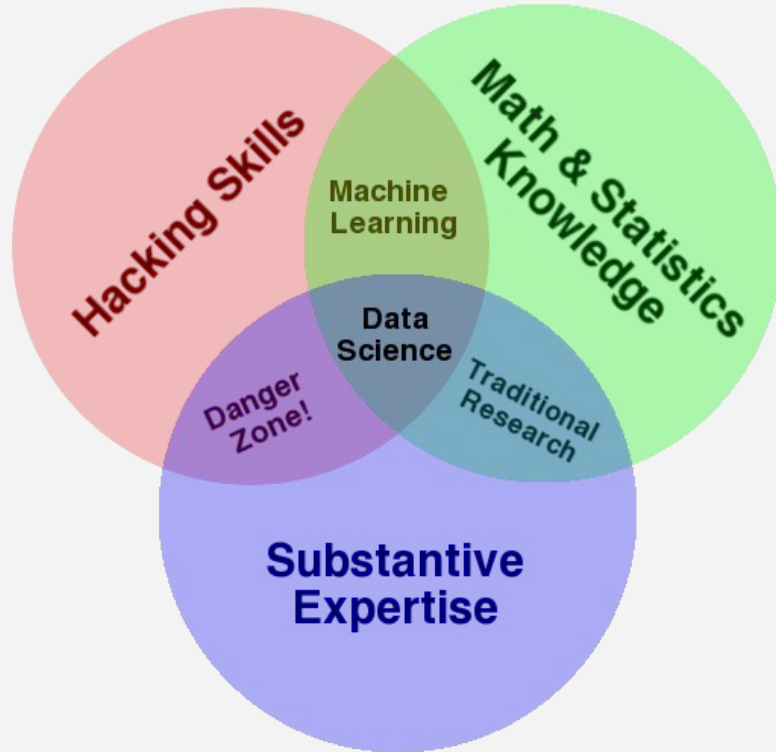 Hacking Skills
Math & Statistics
Knowledge
Machine
Learning
Data
Science
Danger
Zone!
Traditional
Research
Substantive
Expertise